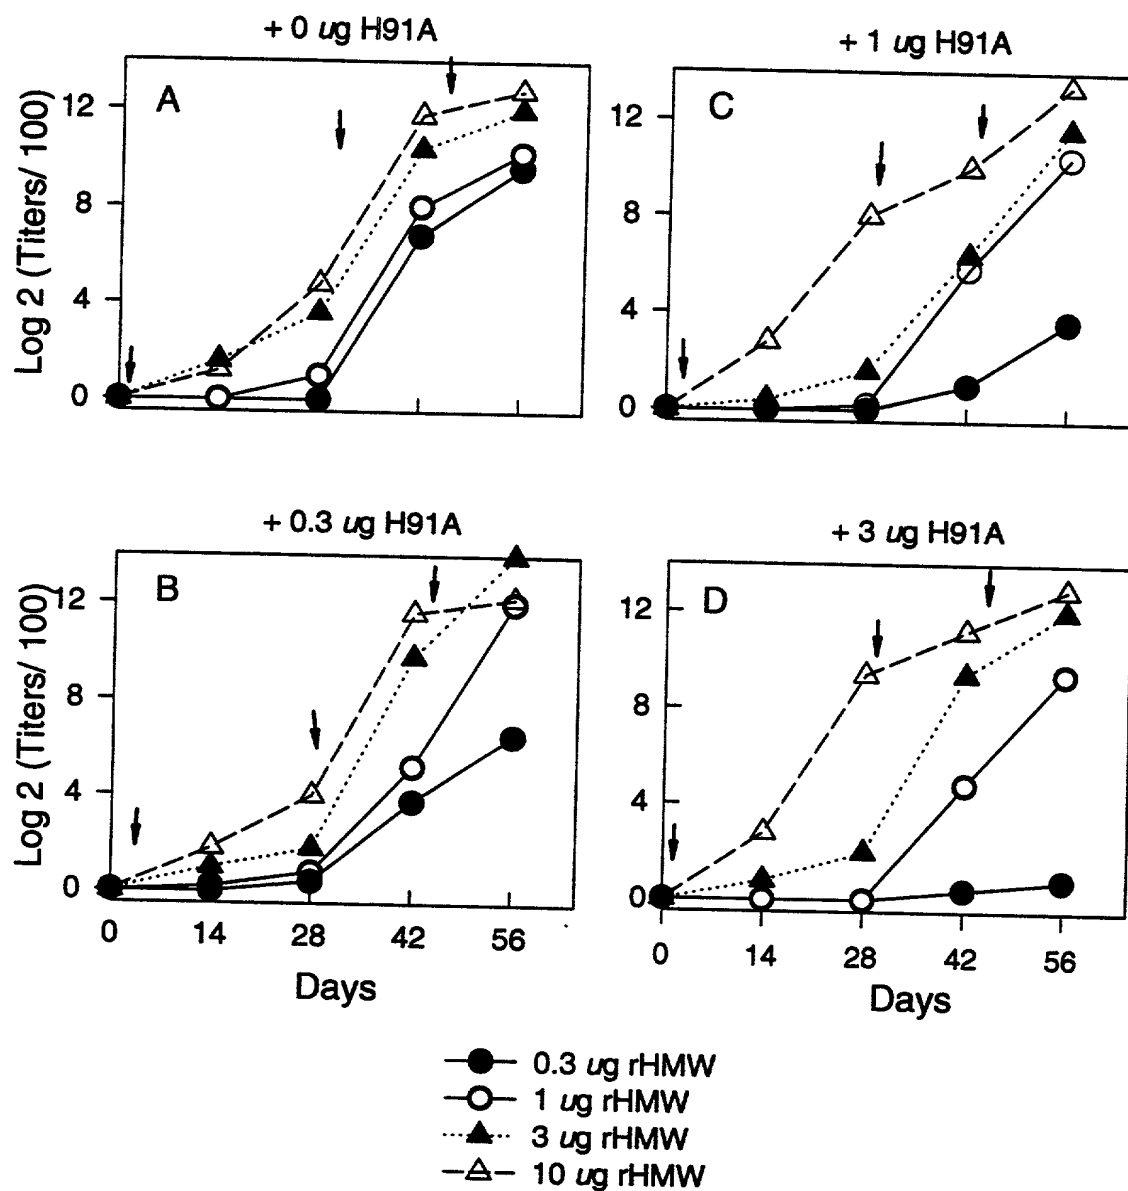 + 0 ug H91A
A
12
8
4
0
Log 2 (Titers/ 100)
+ 1 ug H91A
C
12
8
4
0
+ 0.3 ug H91A
B
12
8
4
0
Log 2 (Titers/ 100)
0 14 28 42 56
Days
+ 3 ug H91A
D
12
8
4
0
0 14 28 42 56
Days
0.3 ug rHMW
1 ug rHMW
3 ug rHMW
10 ug rHMW